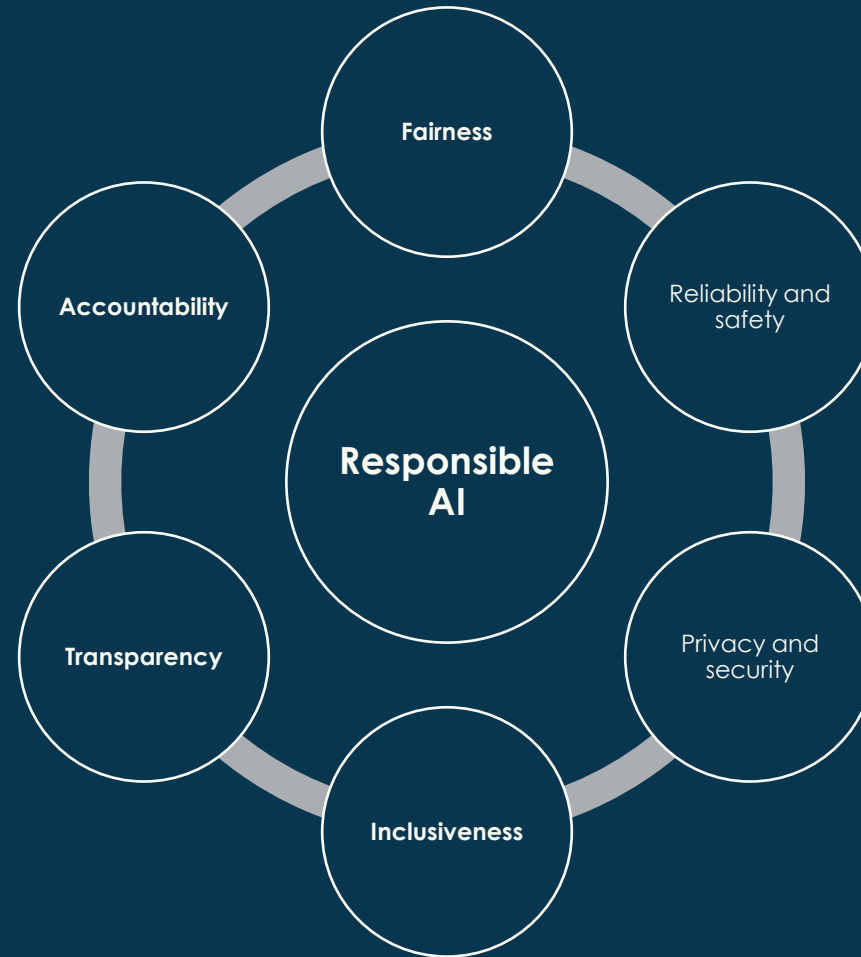 Fairness
Reliability and
safety
Privacy and
security
Inclusiveness
Transparency
Accountability
Responsible
AI